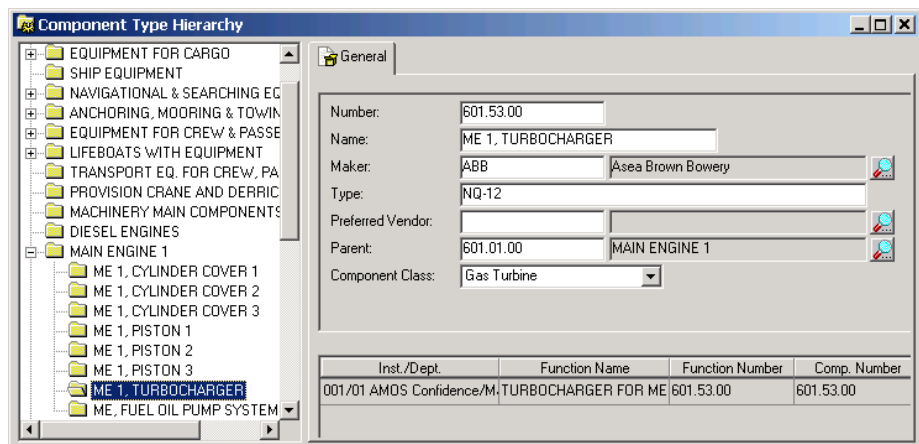 Component Type Hierarchy
EQUIPMENT FOR CARGO
SHIP EQUIPMENT
NAVIGATIONAL & SEARCHING EQ
ANCHORING, MOORING & TOWIN
EQUIPMENT FOR CREW & PASSE
LIFEBOATS WITH EQUIPMENT
TRANSPORT EQ. FOR CREW, PA
PROVISION CRANE AND DERRIC
MACHINERY MAIN COMPONENTS
DIESEL ENGINES
MAIN ENGINE 1
ME 1, CYLINDER COVER 1
ME 1, CYLINDER COVER 2
ME 1, CYLINDER COVER 3
ME 1, PISTON 1
ME 1, PISTON 2
ME 1, PISTON 3
ME 1, TURBOCHARGER
ME, FUEL OIL PUMP SYSTEM
General
Number: 601.53.00
Name: ME 1, TURBOCHARGER
Maker: ABB Asea Brown Bowery
Type: NQ-12
Preferred Vendor:
Parent: 601.01.00 MAIN ENGINE 1
Component Class: Gas Turbine
Inst./Dept. Function Name Function Number Comp. Number
001/01 AMOS Confidence/M TURBOCHARGER FOR ME 601.53.00 601.53.00